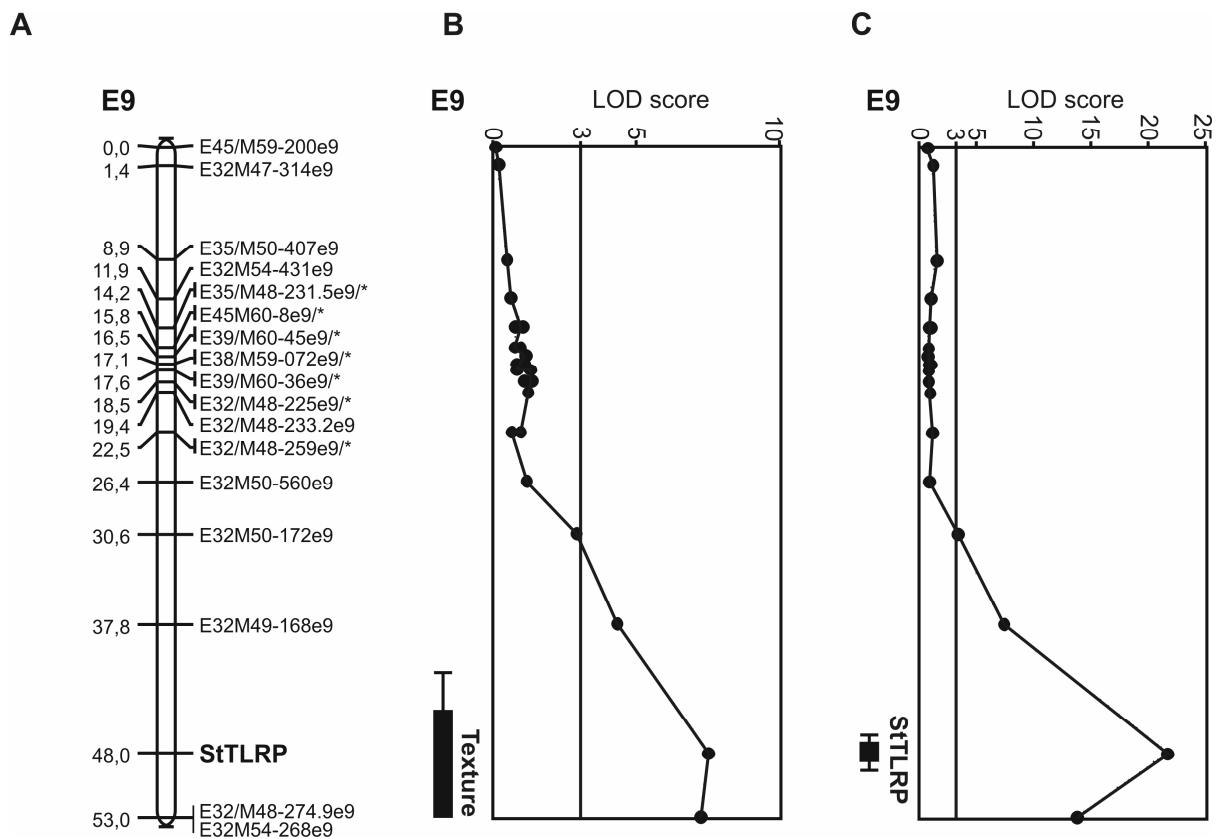 A
B
C
E9
E9 LOD score
E9 LOD score
0 3 5 10
0 3 5 10 15 20 25
0,0 E45/M59-200e9
1,4 E32M47-314e9
8,9 E35/M50-407e9
11,9 E32M54-431e9
14,2 E35/M48-231.5e9/*
15,8 E45M60-8e9/*
16,5 E39/M60-45e9/*
17,1 E38/M59-072e9/*
17,6 E39/M60-36e9/*
18,5 E32/M48-225e9/*
19,4 E32/M48-233.2e9
22,5 E32/M48-259e9/*
26,4 E32M50-560e9
30,6 E32M50-172e9
37,8 E32M49-168e9
48,0 StTLRP
53,0 E32/M48-274.9e9
E32M54-268e9
Texture
StTLRP